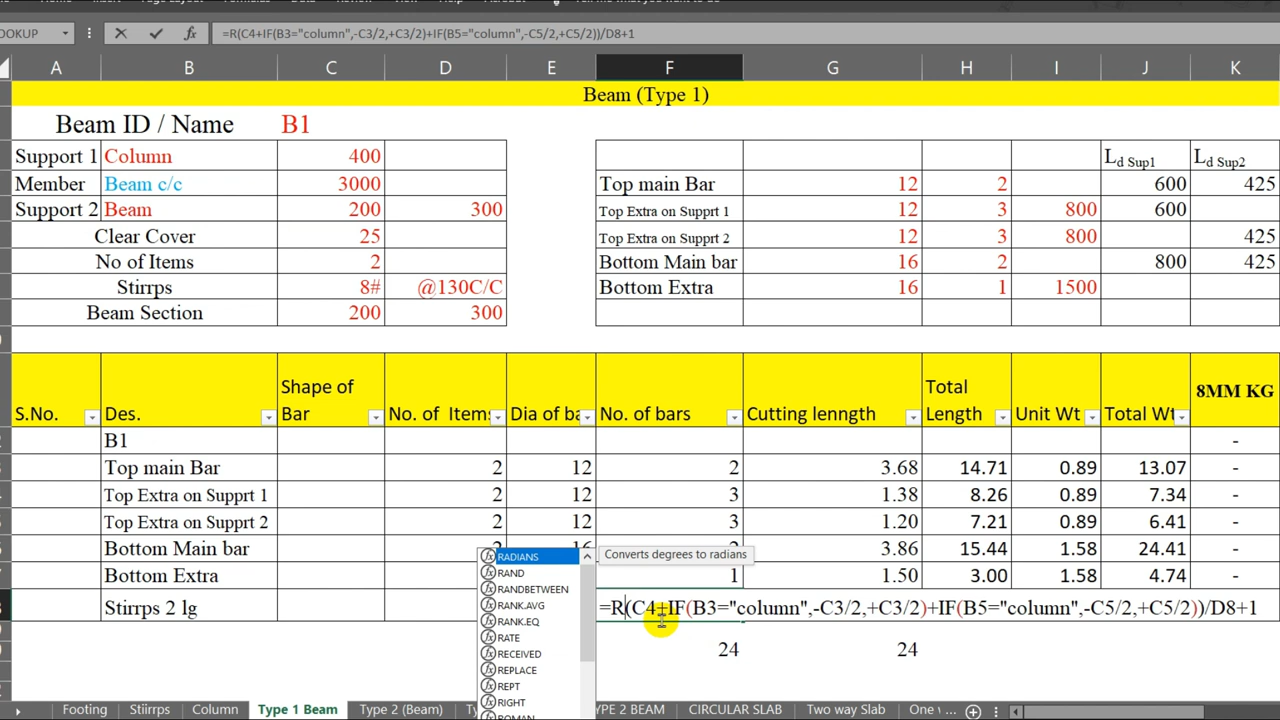 OOKUP =R(C4+IF(B3="column",-C3/2,+C3/2)+IF(B5="column",-C5/2,+C5/2))/D8+1
A B C D E F G H I J K
Beam (Type 1)
Beam ID / Name B1
Support 1 Column 400 L d Sup1 L d Sup2
Member Beam c/c 3000 Top main Bar 12 2 600 425
Support 2 Beam 200 300 Top Extra on Supprt 1 12 3 800 600
Clear Cover 25 Top Extra on Supprt 2 12 3 800 425
No of Items 2 Bottom Main bar 16 2 800 425
Stirrps 8# @130C/C Bottom Extra 16 1 1500
Beam Section 200 300
S.No. Des. Shape of Bar No. of Items Dia of ba No. of bars Cutting lenngth Total Length Unit Wt Total Wt 8MM KG
B1 -
Top main Bar 2 12 2 3.68 14.71 0.89 13.07 -
Top Extra on Supprt 1 2 12 3 1.38 8.26 0.89 7.34 -
Top Extra on Supprt 2 2 12 3 1.20 7.21 0.89 6.41 -
Bottom Main bar 3.86 15.44 1.58 24.41 -
Bottom Extra 1 1.50 3.00 1.58 4.74 -
Stirrps 2 lg =R(C4+IF(B3="column",-C3/2,+C3/2)+IF(B5="column",-C5/2,+C5/2))/D8+1
24 24
RADIANS Converts degrees to radians
RAND
RANDBETWEEN
RANK.AVG
RANK.EQ
RATE
RECEIVED
REPLACE
REPT
RIGHT
ROMAN
Footing Stiirrps Column Type 1 Beam Type 2 (Beam) YPE 2 BEAM CIRCULAR SLAB Two way Slab One